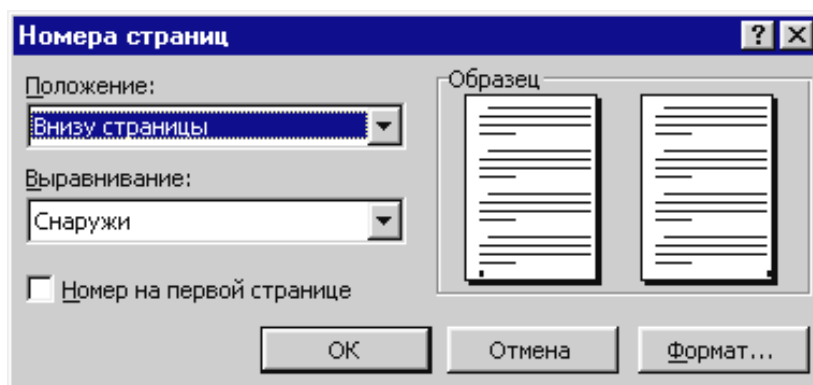 Номера страниц
Положение:
Внизу страницы
Выравнивание:
Снаружи
Номер на первой странице
Образец
ОК
Отмена
Формат...